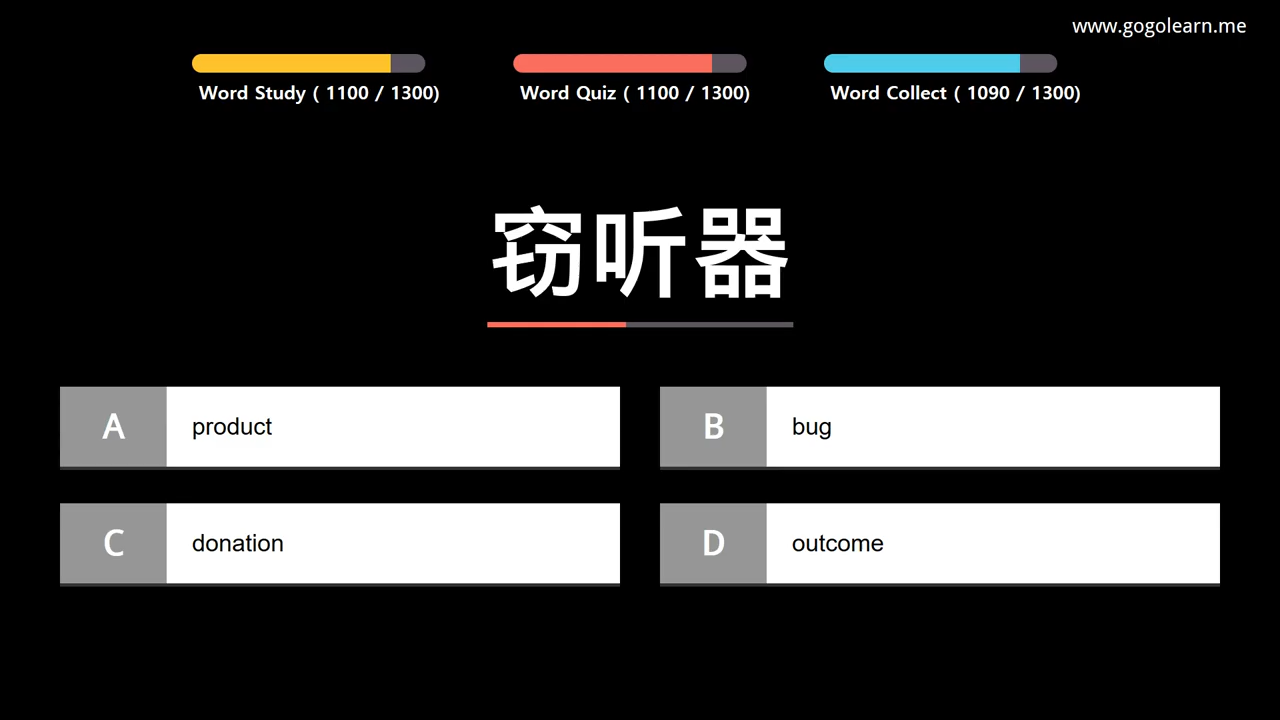 www.gogolearn.me
Word Study ( 1100 / 1300)
Word Quiz ( 1100 / 1300)
Word Collect ( 1090 / 1300)
窃听器
A product
B bug
C donation
D outcome